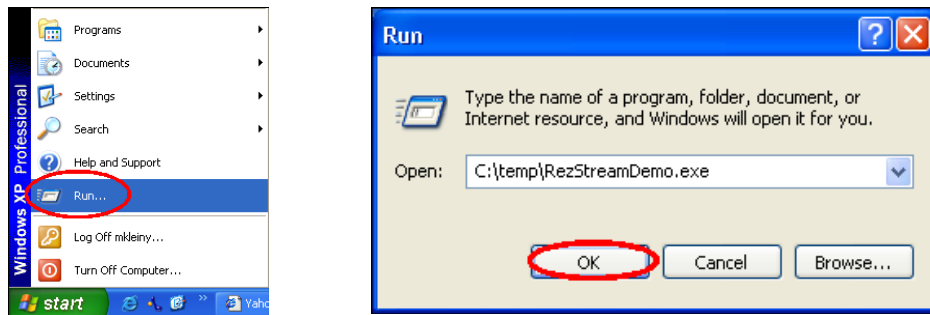 Programs
Documents
Settings
Search
Help and Support
Run...
Log Off mkleiny...
Turn Off Computer...
Windows XP Professional
start
»
Yaho
Run
Type the name of a program, folder, document, or
Internet resource, and Windows will open it for you.
Open: C:\temp\RezStreamDemo.exe
OK Cancel Browse...